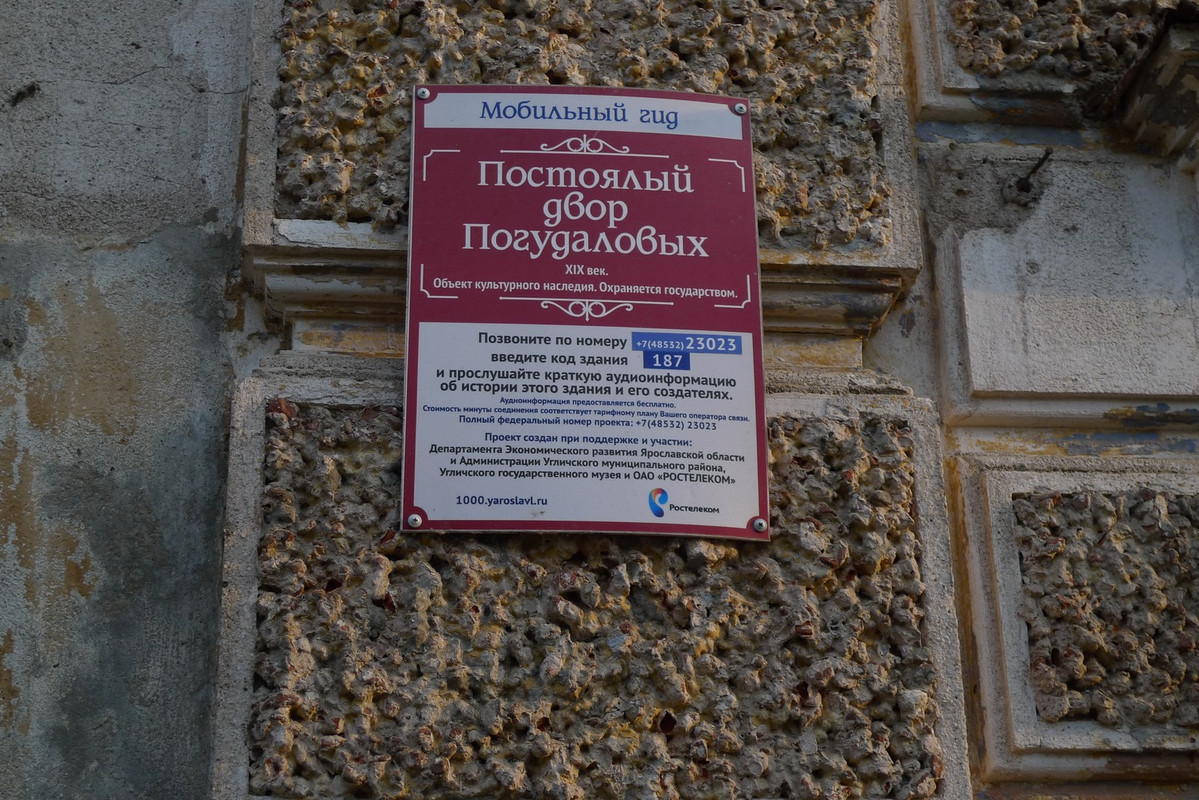 Мобильный гид
Постоялый
двор
Погудаловых
XIX век.
Объект культурного наследия. Охраняется государством.
Позвоните по номеру +7(48532)23023
введите код здания 187
и прослушайте краткую аудиоинформацию
об истории этого здания и его создателях.
Аудиоинформация предоставляется бесплатно.
Стоимость минуты соединения соответствует тарифному плану Вашего оператора связи.
Полный федеральный номер проекта: +7(48532) 23023
Проект создан при поддержке и участии:
Департамента Экономического развития Ярославской области
и Администрации Угличского муниципального района,
Угличского государственного музея и ОАО «РОСТЕЛЕКОМ»
1000.yaroslavl.ru
Ростелеком